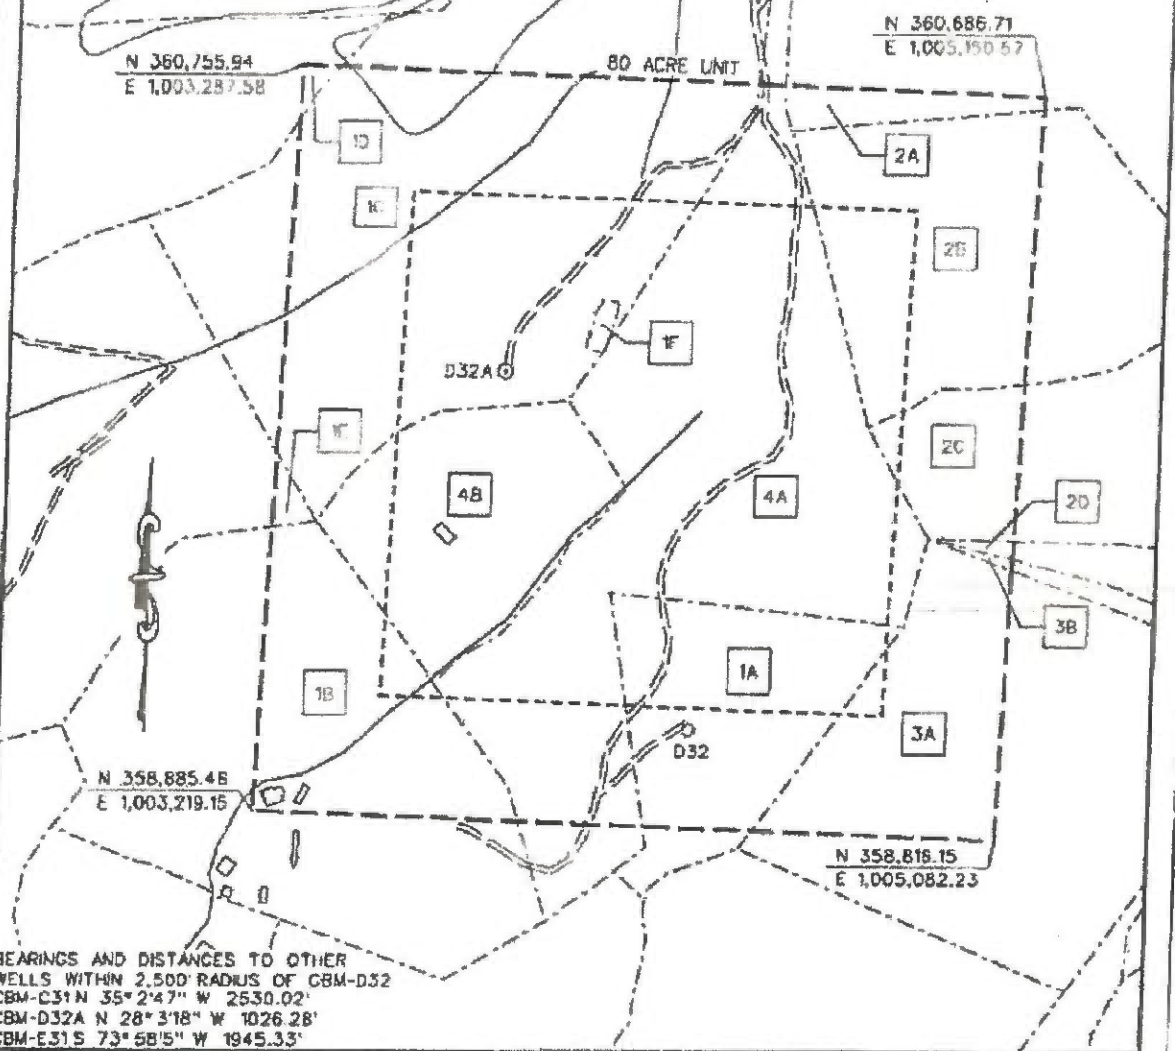 N 360,686.71
E 1,005,150.67
N 360,755.94
E 1,003,287.58
80 ACRE UNIT
1D
2A
1C
2B
1F
D32A
2C
4B
4A
2D
3B
1A
1B
3A
D32
N 358,885.46
E 1,003,219.15
N 358,816.15
E 1,005,082.23
BEARINGS AND DISTANCES TO OTHER
WELLS WITHIN 2,500' RADIUS OF CBM-D32
CBM-C31 N 35° 2'47" W 2530.02'
CBM-D32A N 28° 3'18" W 1026.28'
CBM-E31 S 73° 58'5" W 1945.33'